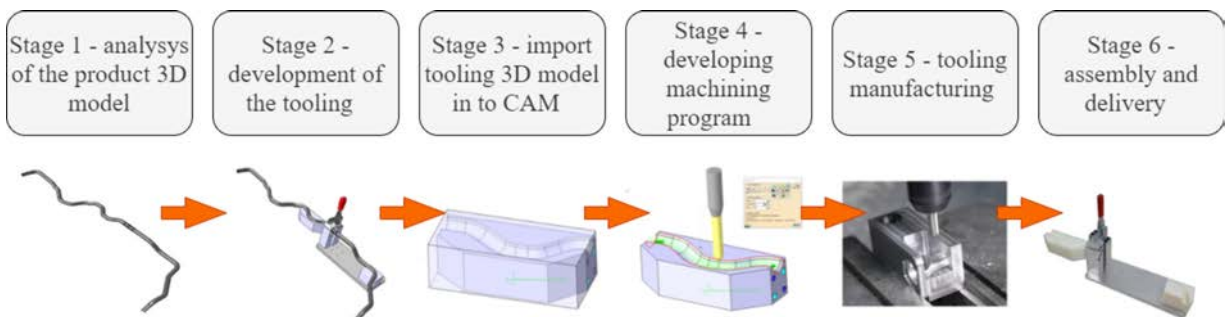 Stage 1 - analysys
of the product 3D
model
Stage 2 -
development of
the tooling
Stage 3 - import
tooling 3D model
in to CAM
Stage 4 -
developing
machining
program
Stage 5 - tooling
manufacturing
Stage 6 -
assembly and
delivery